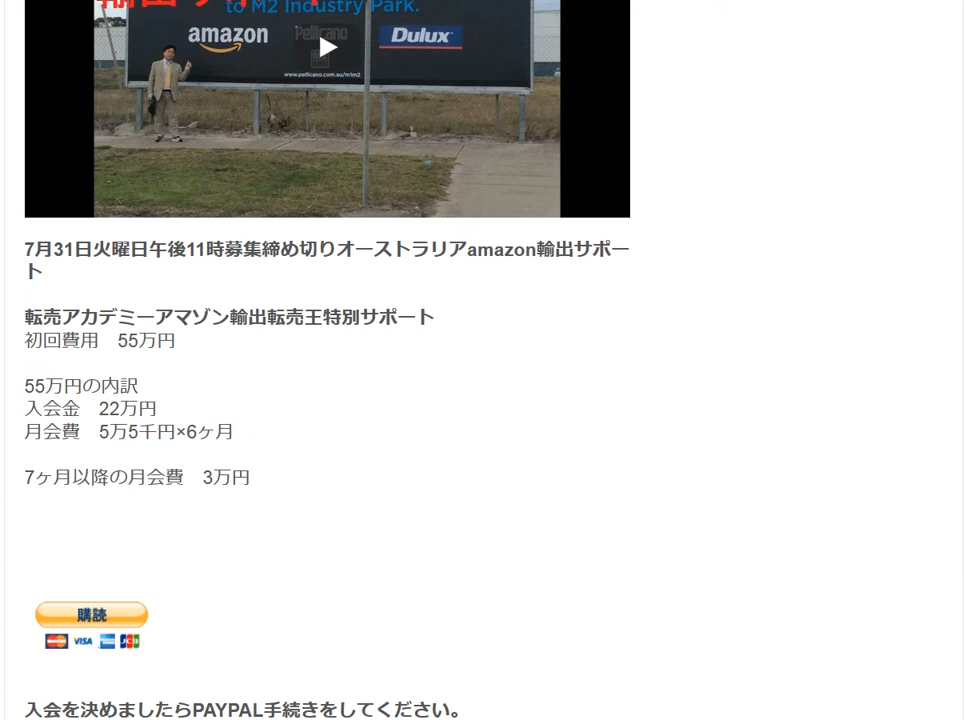 to M2 Industry Park.
amazon
Pellicano
Dulux
www.pellicano.com.au/m1m2
7月31日火曜日午後11時募集締め切りオーストラリアamazon輸出サポー
ト
転売アカデミーアマゾン輸出転売王特別サポート
初回費用　55万円
55万円の内訳
入会金　22万円
月会費　5万5千円×6ヶ月
7ヶ月以降の月会費　3万円
購読
VISA
JCB
入会を決めましたらPAYPAL手続きをしてください。